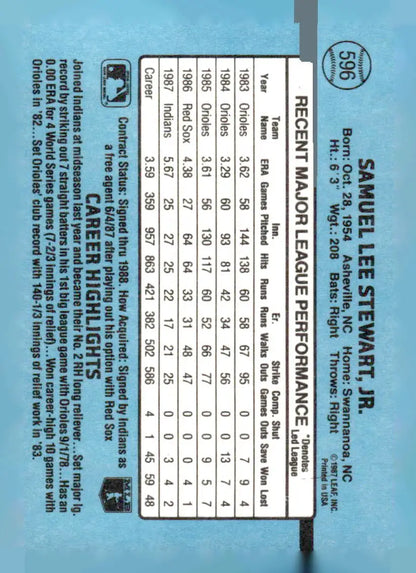 596
SAMUEL LEE STEWART, JR.
Born: Oct. 28, 1954 Asheville, NC Home: Swannanoa, NC
Ht.: 6'3" Wgt.: 208 Bats: Right Throws: Right
© 1987 LEAF, INC.
Printed in USA
RECENT MAJOR LEAGUE PERFORMANCE *Denotes Led League
Team Inn. Er. Strike Comp. Shut
Year Name ERA Games Pitched Hits Runs Runs Walks Outs Games Outs Save Won Lost
1983 Orioles 3.62 58 144 138 60 58 67 95 0 0 7 9 4
1984 Orioles 3.29 60 93 81 42 34 47 56 0 0 13 7 4
1985 Orioles 3.61 56 130 117 60 52 66 77 0 0 9 5 7
1986 Red Sox 4.38 27 64 64 33 31 48 47 0 0 0 4 1
1987 Indians 5.67 25 27 25 22 17 21 25 0 0 3 4 2
Career 3.59 359 957 863 421 382 502 586 4 1 45 59 48
Contract Status: Signed thru 1988. How Acquired: Signed by Indians as
a free agent 6/4/87 after playing out his option with Red Sox
MLB
CAREER HIGHLIGHTS
Joined Indians at midseason last year and became their No. 2 RH long reliever...Set major lg.
record by striking out 7 straight batters in his 1st big league game with Orioles 9/1/78...Has an
0.00 ERA for 4 World Series games (7-2/3 innings of relief)...Won career-high 10 games with
Orioles in '82...Set Orioles' club record with 140-1/3 innings of relief work in '83.